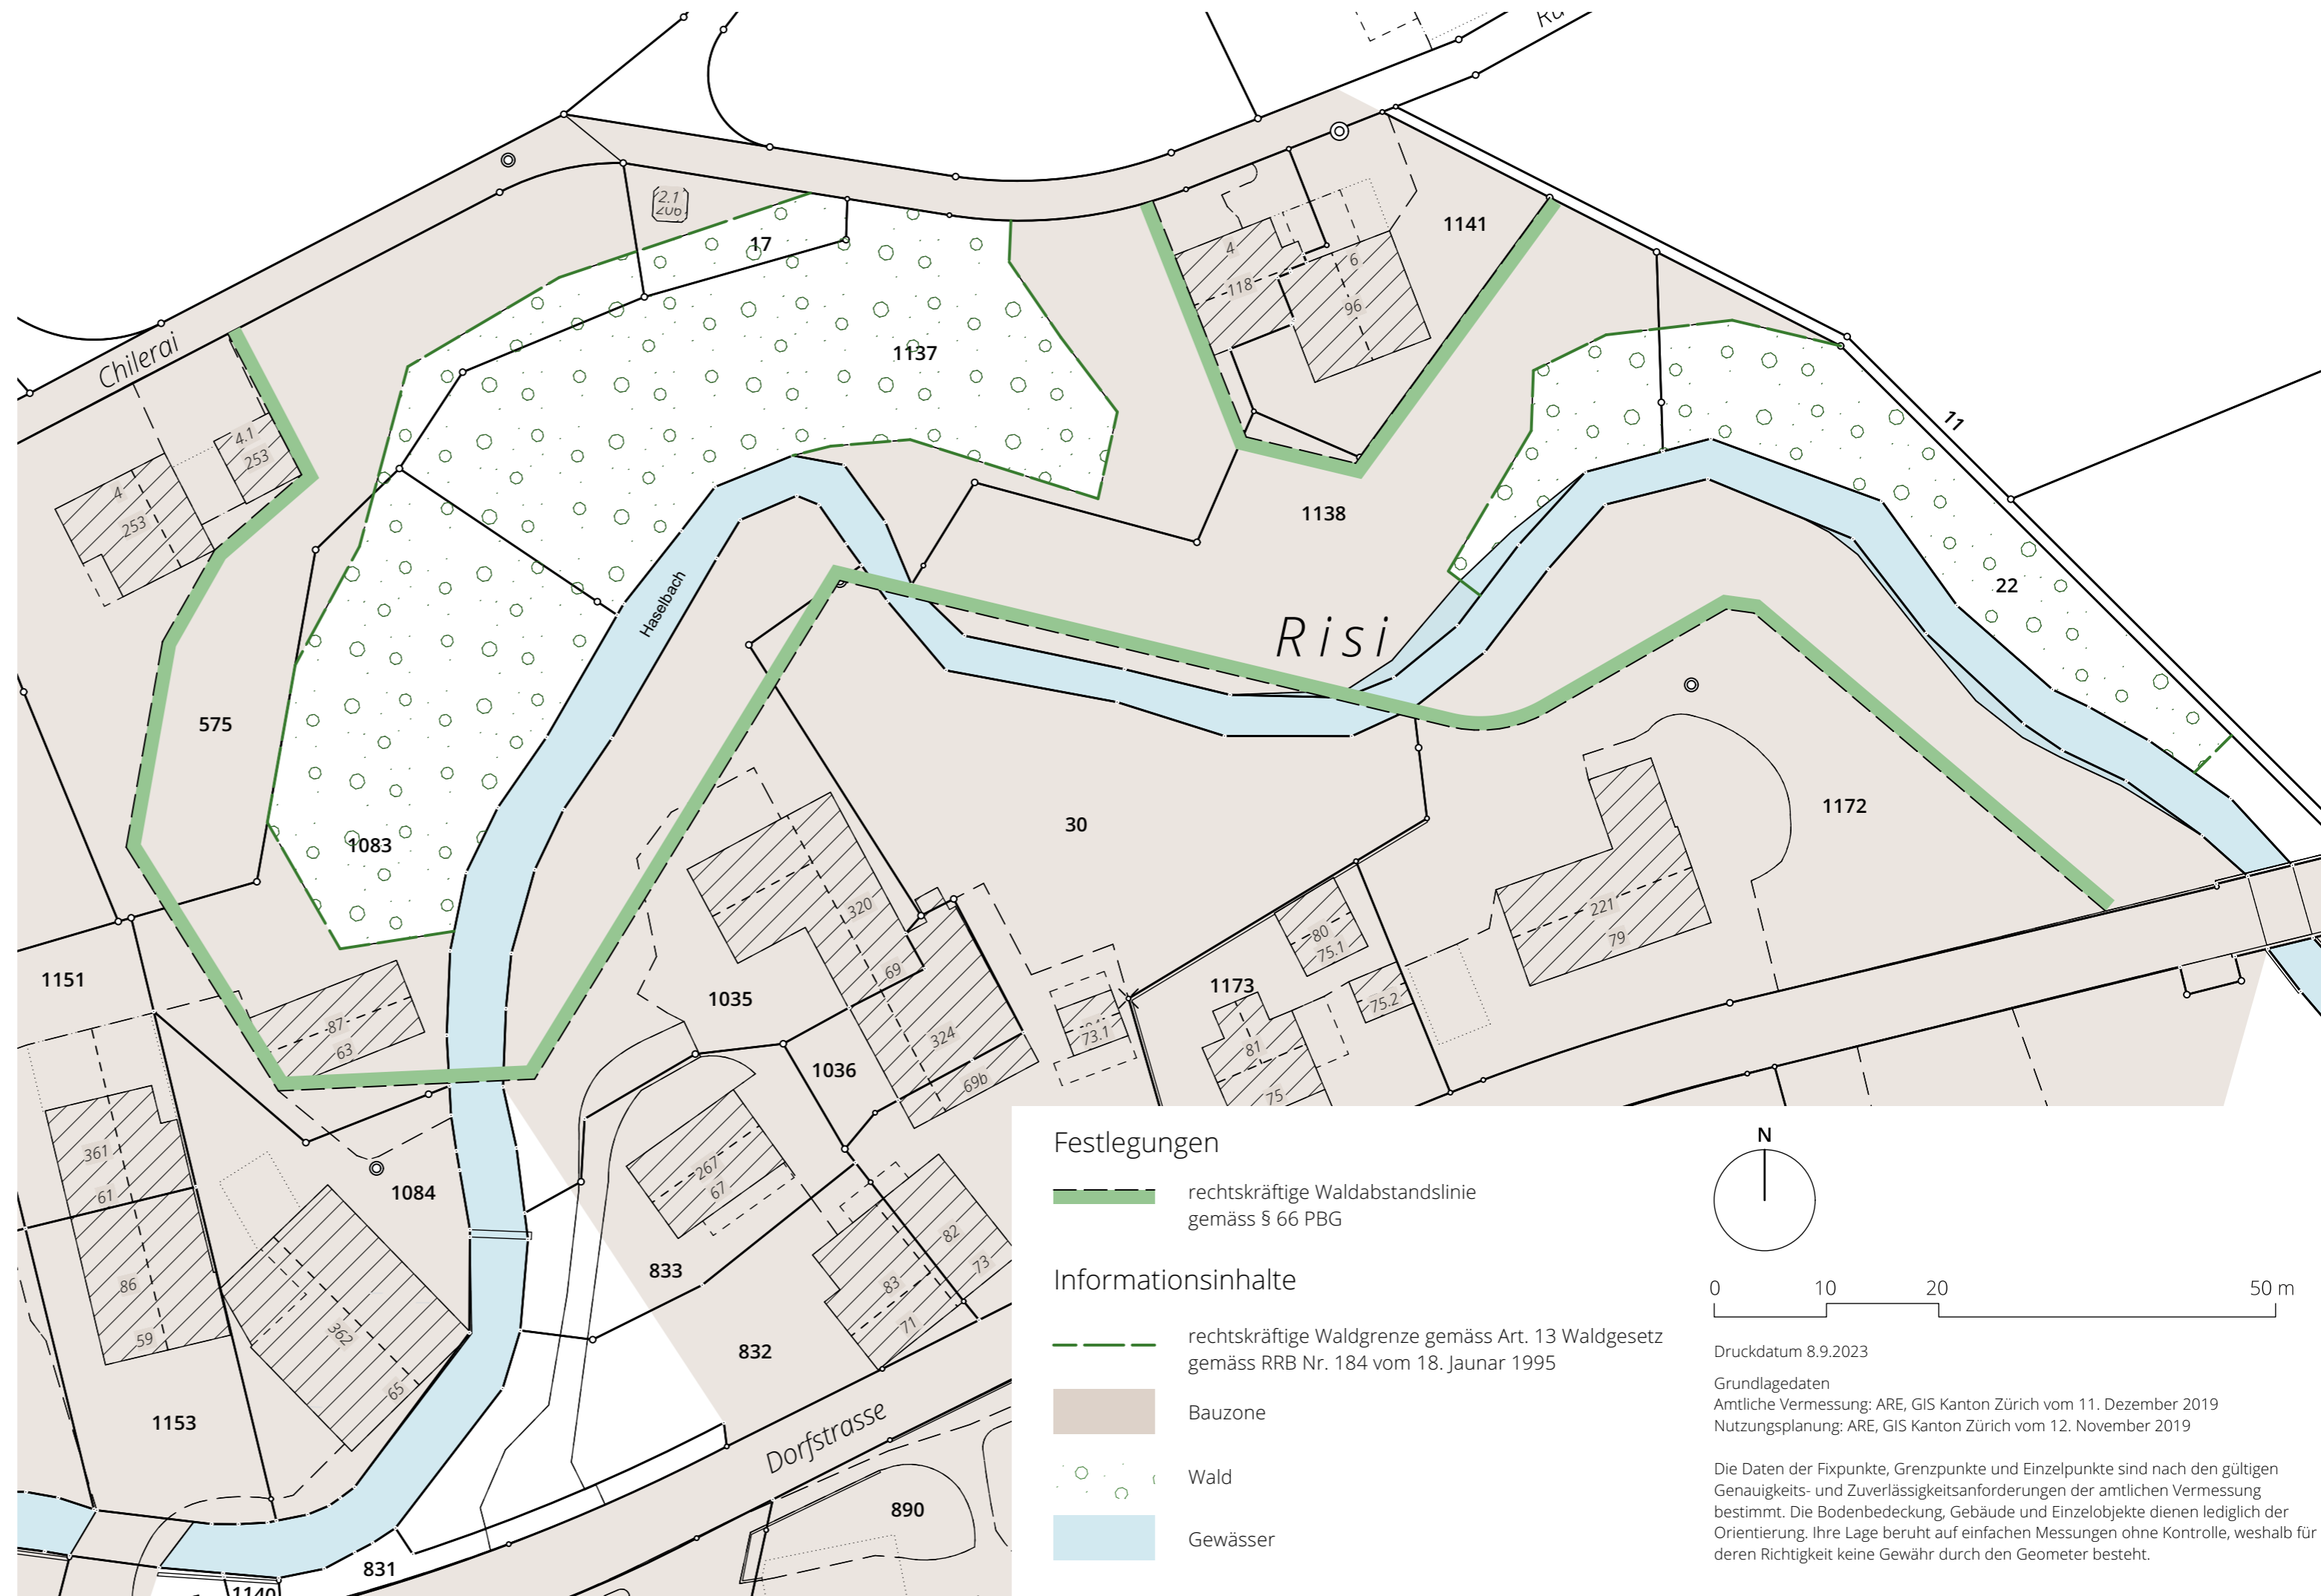 2.1
206
17
4
118
6
96
1141
Chilerai
1137
11
4.1
253
4
253
1138
22
Haselbach
Risi
575
30
1172
1083
320
221
79
80
75.1
1151
69
1173
1035
75.2
87
63
324
73.1
81
1036
69b
75
361
61
267
67
1084
82
73
833
83
71
86
59
362
65
832
1153
Dorfstrasse
890
831
1140
Festlegungen
rechtskräftige Waldabstandslinie
gemäss § 66 PBG
Informationsinhalte
rechtskräftige Waldgrenze gemäss Art. 13 Waldgesetz
gemäss RRB Nr. 184 vom 18. Jaunar 1995
Bauzone
Wald
Gewässer
N
0 10 20 50 m
Druckdatum 8.9.2023
Grundlagedaten
Amtliche Vermessung: ARE, GIS Kanton Zürich vom 11. Dezember 2019
Nutzungsplanung: ARE, GIS Kanton Zürich vom 12. November 2019
Die Daten der Fixpunkte, Grenzpunkte und Einzelpunkte sind nach den gültigen
Genauigkeits- und Zuverlässigkeitsanforderungen der amtlichen Vermessung
bestimmt. Die Bodenbedeckung, Gebäude und Einzelobjekte dienen lediglich der
Orientierung. Ihre Lage beruht auf einfachen Messungen ohne Kontrolle, weshalb für
deren Richtigkeit keine Gewähr durch den Geometer besteht.